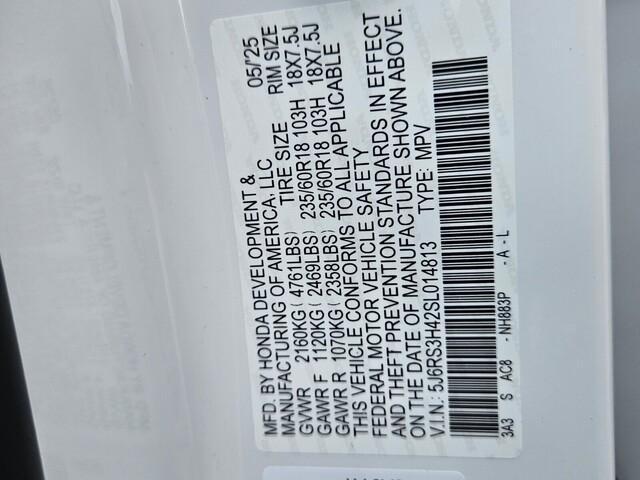 MFD. BY HONDA DEVELOPMENT & 05/'25
MANUFACTURING OF AMERICA, LLC TIRE SIZE RIM SIZE
GVWR 2160KG ( 4761LBS) 235/60R18 103H 18X7.5J
GAWR F 1120KG ( 2469LBS) 235/60R18 103H 18X7.5J
GAWR R 1070KG ( 2358LBS)
THIS VEHICLE CONFORMS TO ALL APPLICABLE
FEDERAL MOTOR VEHICLE SAFETY
AND THEFT PREVENTION STANDARDS IN EFFECT
ON THE DATE OF MANUFACTURE SHOWN ABOVE.
V.I.N.: 5J6RS3H42SL014813 TYPE: MPV
3A3 S AC8 - NH883P - A - L